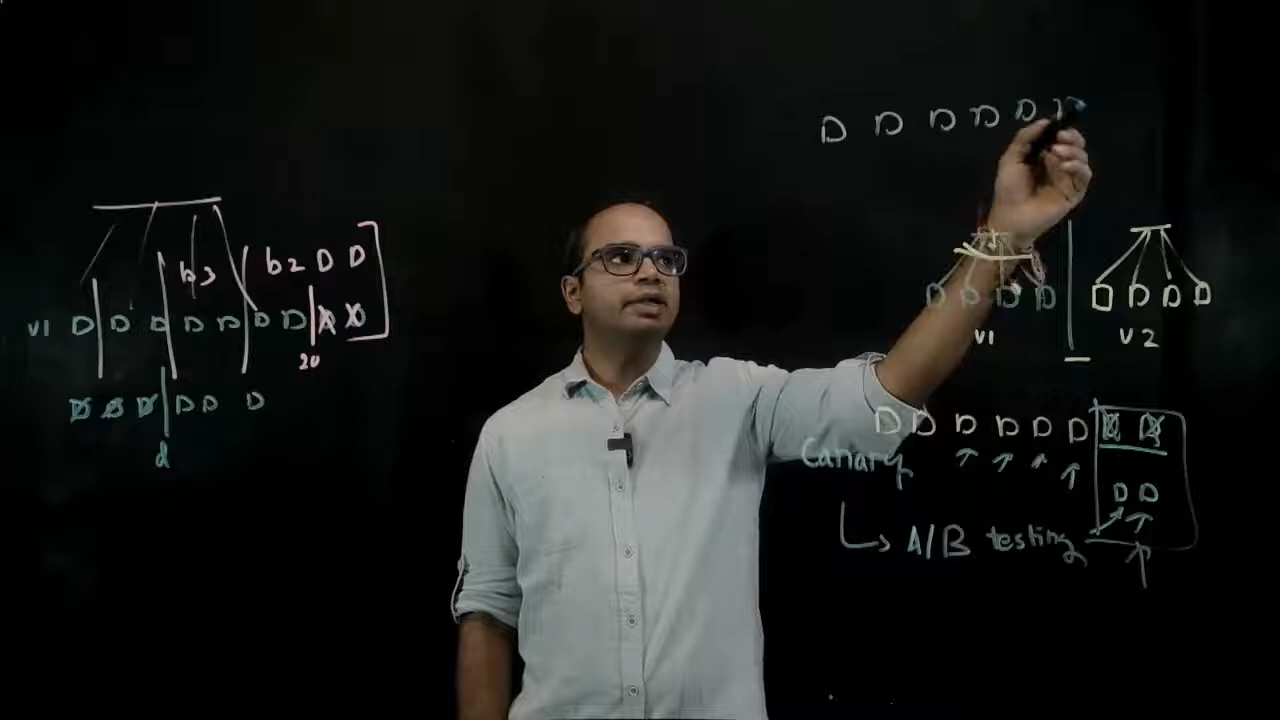 D D D D D D
b3 b2 D D
V1 D D D D D D D
20
D D D D D D
d
D D D D
V1
D D D D
V2
D D D D D D D D
Canary
D D
A/B testing